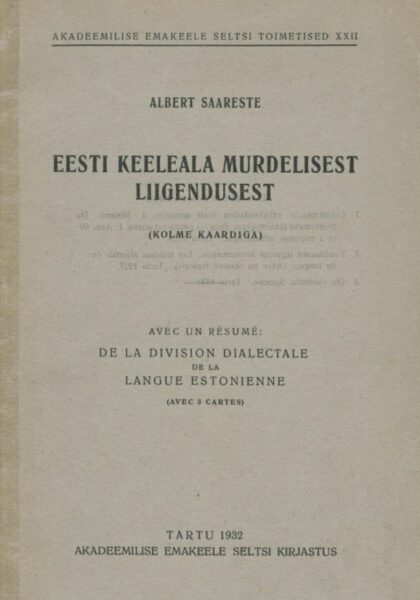 AKADEEMILISE EMAKEELE SELTSI TOIMETISED XXII
ALBERT SAARESTE
EESTI KEELEALA MURDELISEST
LIIGENDUSEST
(KOLME KAARDIGA)
AVEC UN RÉSUMÉ:
DE LA DIVISION DIALECTALE
DE LA
LANGUE ESTONIENNE
(AVEC 3 CARTES)
TARTU 1932
AKADEEMILISE EMAKEELE SELTSI KIRJASTUS